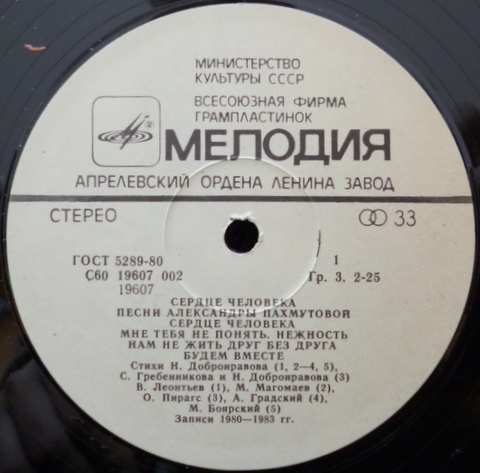 МИНИСТЕРСТВО
КУЛЬТУРЫ СССР
ВСЕСОЮЗНАЯ ФИРМА
ГРАМПЛАСТИНОК
МЕЛОДИЯ
АПРЕЛЕВСКИЙ ОРДЕНА ЛЕНИНА ЗАВОД
СТЕРЕО 33
ГОСТ 5289-80 1
С60 19607 002 Гр. 3. 2-25
19607
СЕРДЦЕ ЧЕЛОВЕКА
ПЕСНИ АЛЕКСАНДРЫ ПАХМУТОВОЙ
СЕРДЦЕ ЧЕЛОВЕКА
МНЕ ТЕБЯ НЕ ПОНЯТЬ. НЕЖНОСТЬ
НАМ НЕ ЖИТЬ ДРУГ БЕЗ ДРУГА
БУДЕМ ВМЕСТЕ
Стихи Н. Добронравова (1, 2—4, 5),
С. Гребенникова и Н. Добронравова (3)
В. Леонтьев (1), М. Магомаев (2),
О. Пирагс (3), А. Градский (4),
М. Боярский (5)
Записи 1980—1983 гг.